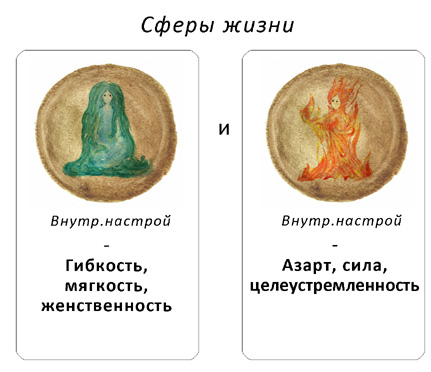 Сферы жизни
и
Внутр.настрой
-
Гибкость,
мягкость,
женственность
Внутр.настрой
-
Азарт, сила,
целеустремленность